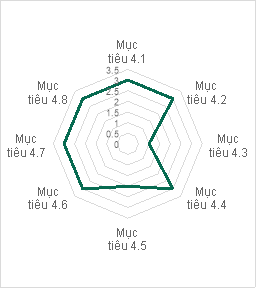 Mục
tiêu 4.1
3.5
3
2.5
2
1.5
1
0.5
0
Mục
tiêu 4.2
Mục
tiêu 4.3
Mục
tiêu 4.4
Mục
tiêu 4.5
Mục
tiêu 4.6
Mục
tiêu 4.7
Mục
tiêu 4.8